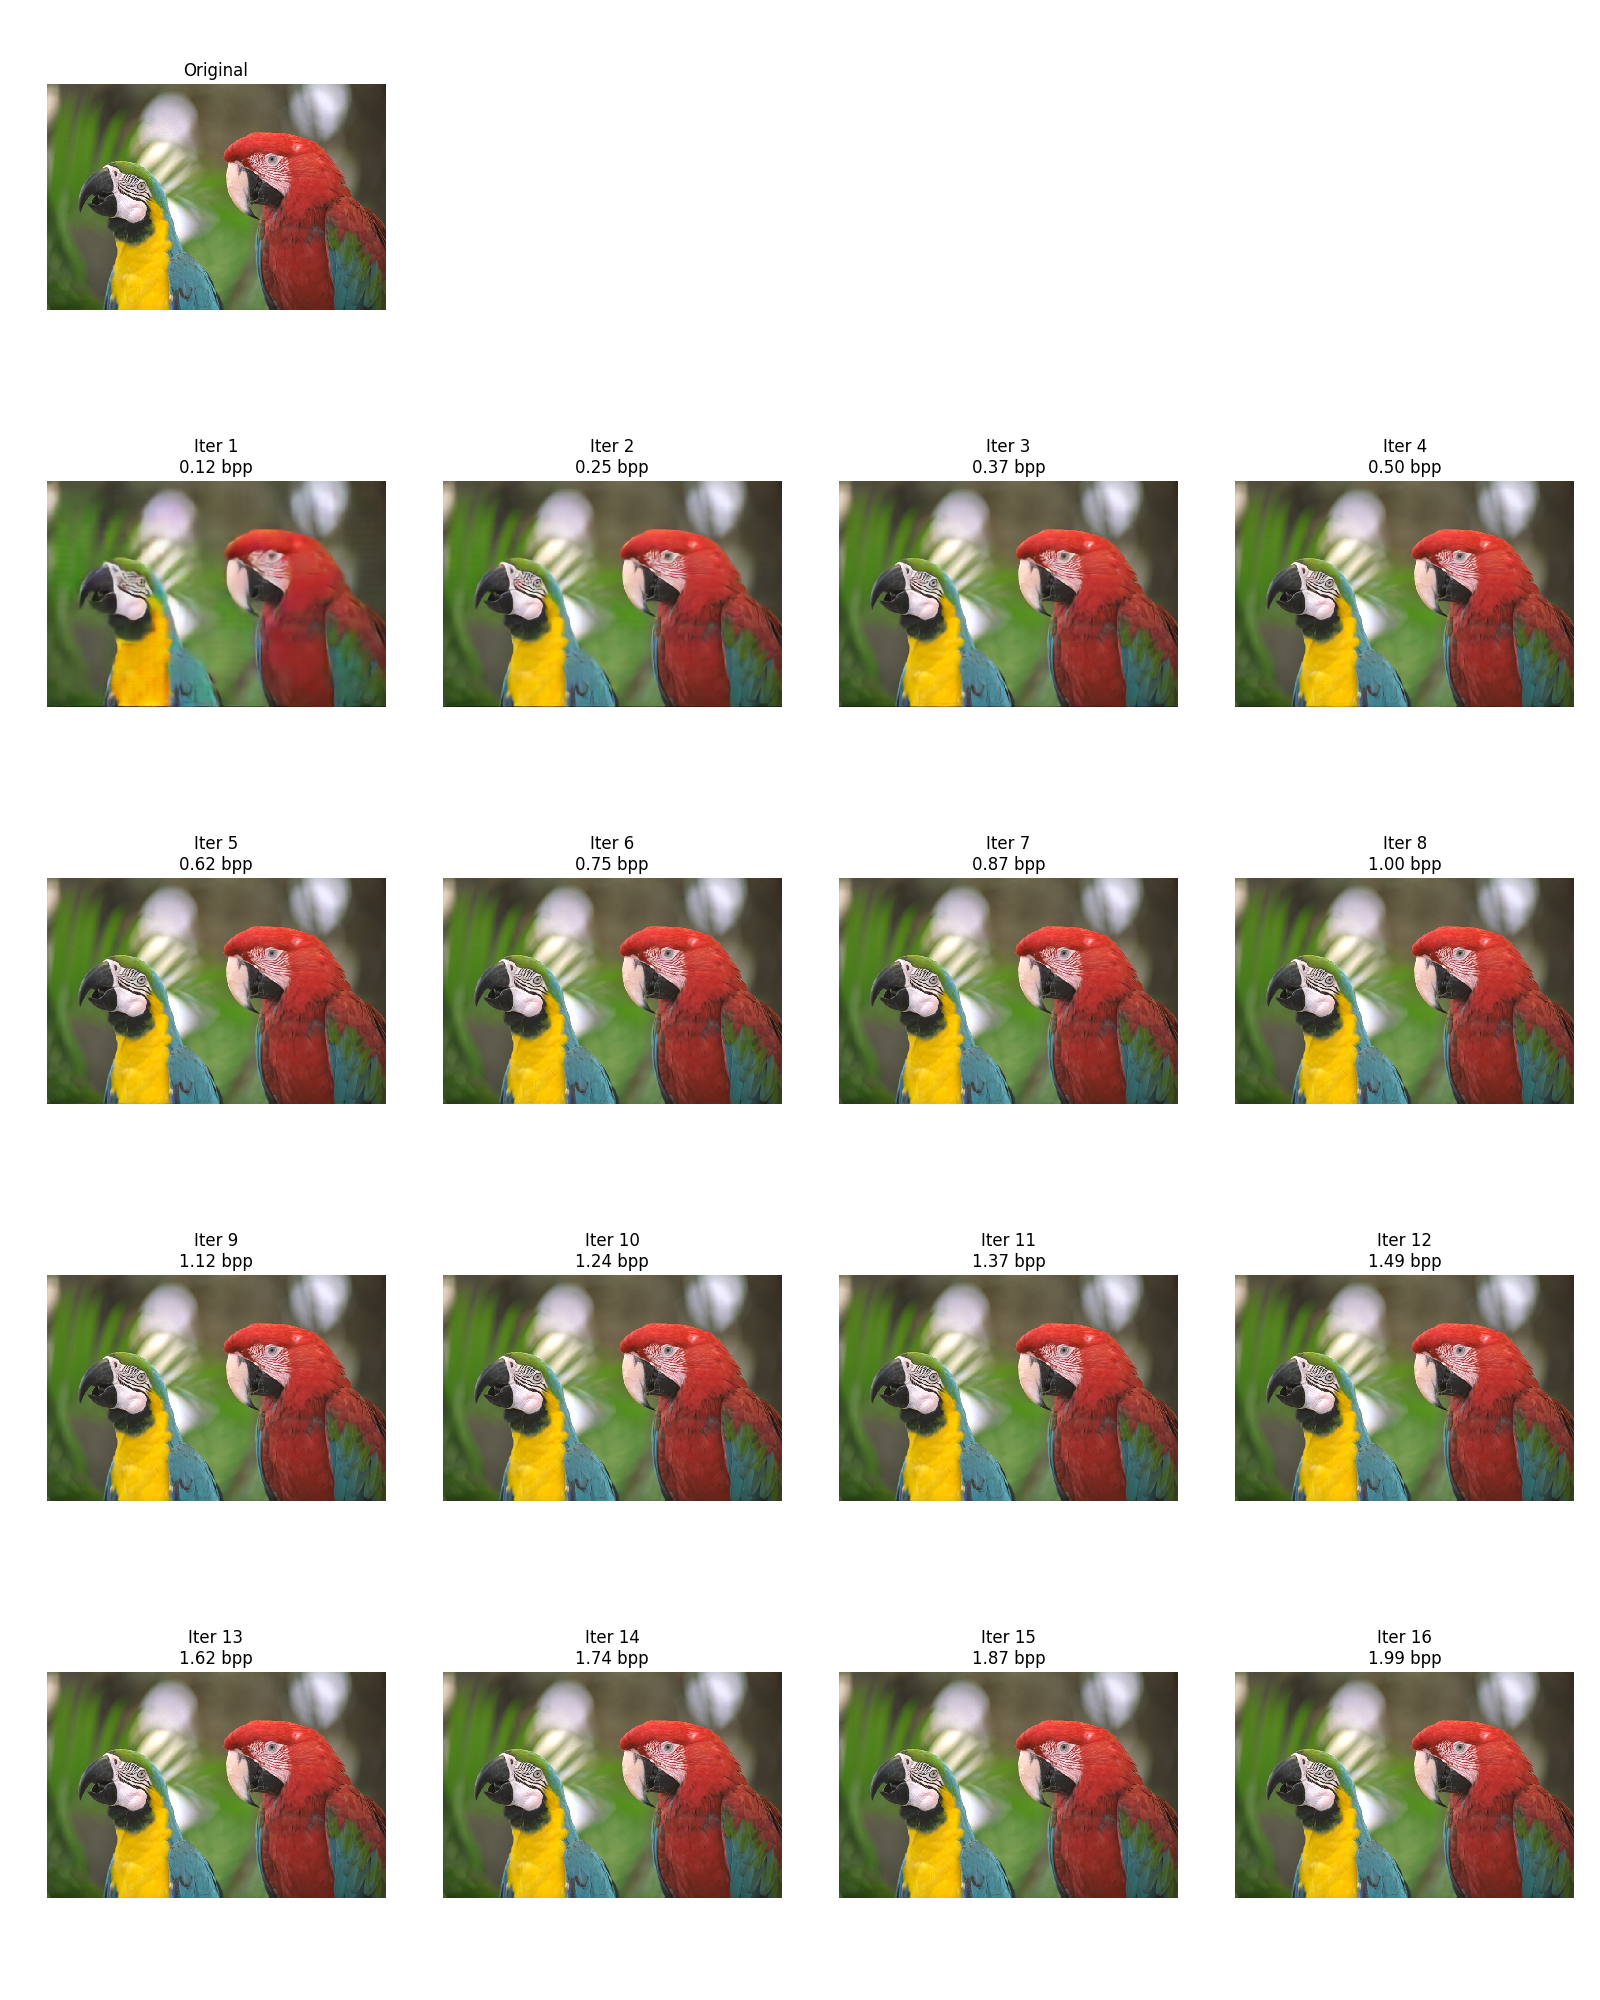 Original
Iter 1
0.12 bpp
Iter 2
0.25 bpp
Iter 3
0.37 bpp
Iter 4
0.50 bpp
Iter 5
0.62 bpp
Iter 6
0.75 bpp
Iter 7
0.87 bpp
Iter 8
1.00 bpp
Iter 9
1.12 bpp
Iter 10
1.24 bpp
Iter 11
1.37 bpp
Iter 12
1.49 bpp
Iter 13
1.62 bpp
Iter 14
1.74 bpp
Iter 15
1.87 bpp
Iter 16
1.99 bpp